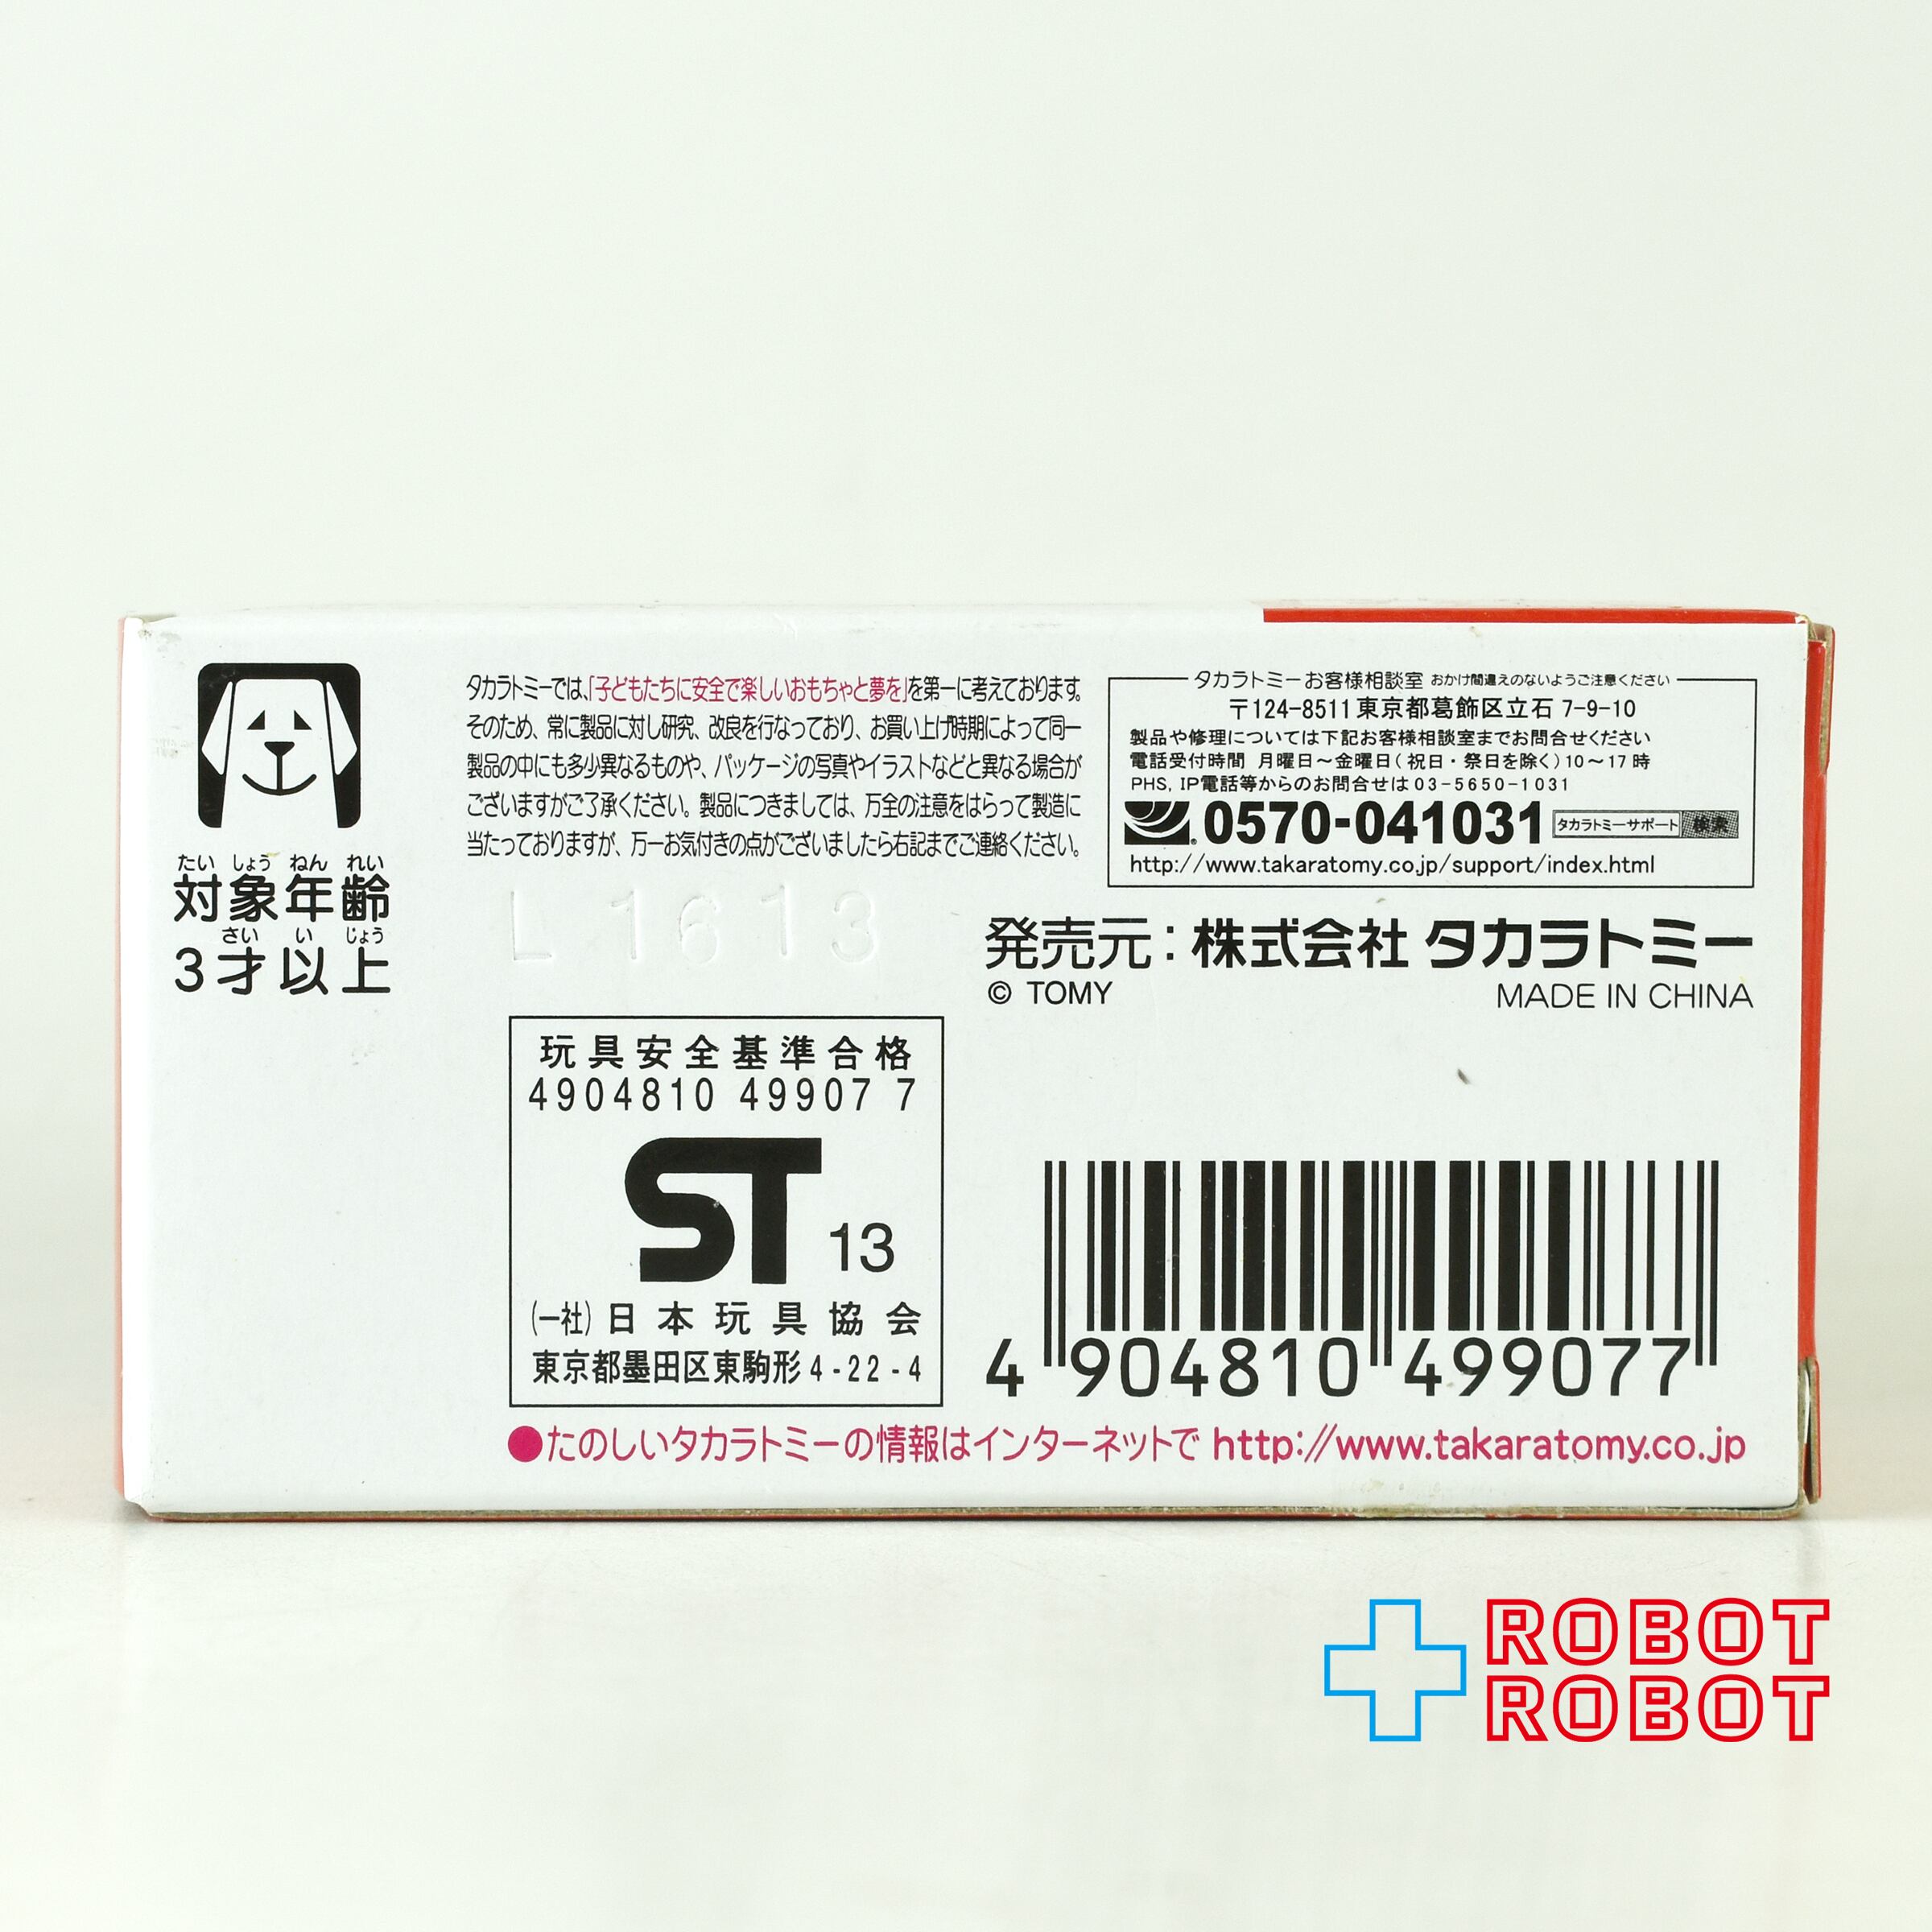 たい しょう ねん れい
対象年齢
さい い じょう
3才以上
タカラトミーでは、「子どもたちに安全で楽しいおもちゃと夢を」を第一に考えております。
そのため、常に製品に対し研究、改良を行なっており、お買い上げ時期によって同一
製品の中にも多少異なるものや、パッケージの写真やイラストなどと異なる場合が
ございますがご了承ください。製品につきましては、万全の注意をはらって製造に
当たっておりますが、万一お気付きの点がございましたら右記までご連絡ください。
L 1613
タカラトミーお客様相談室 おかけ間違えのないようご注意ください
〒124-8511 東京都葛飾区立石 7-9-10
製品や修理については下記お客様相談室までお問合せください
電話受付時間 月曜日〜金曜日(祝日・祭日を除く)10〜17時
PHS, IP電話等からのお問合せは03-5650-1031
0570-041031 タカラトミーサポート 検索
http://www.takaratomy.co.jp/support/index.html
発売元:株式会社 タカラトミー
© TOMY MADE IN CHINA
玩具安全基準合格
4904810 49907 7
ST 13
(一社)日本玩具協会
東京都墨田区東駒形 4-22-4
4 904810 499077
●たのしいタカラトミーの情報はインターネットで http://www.takaratomy.co.jp
ROBOT
ROBOT